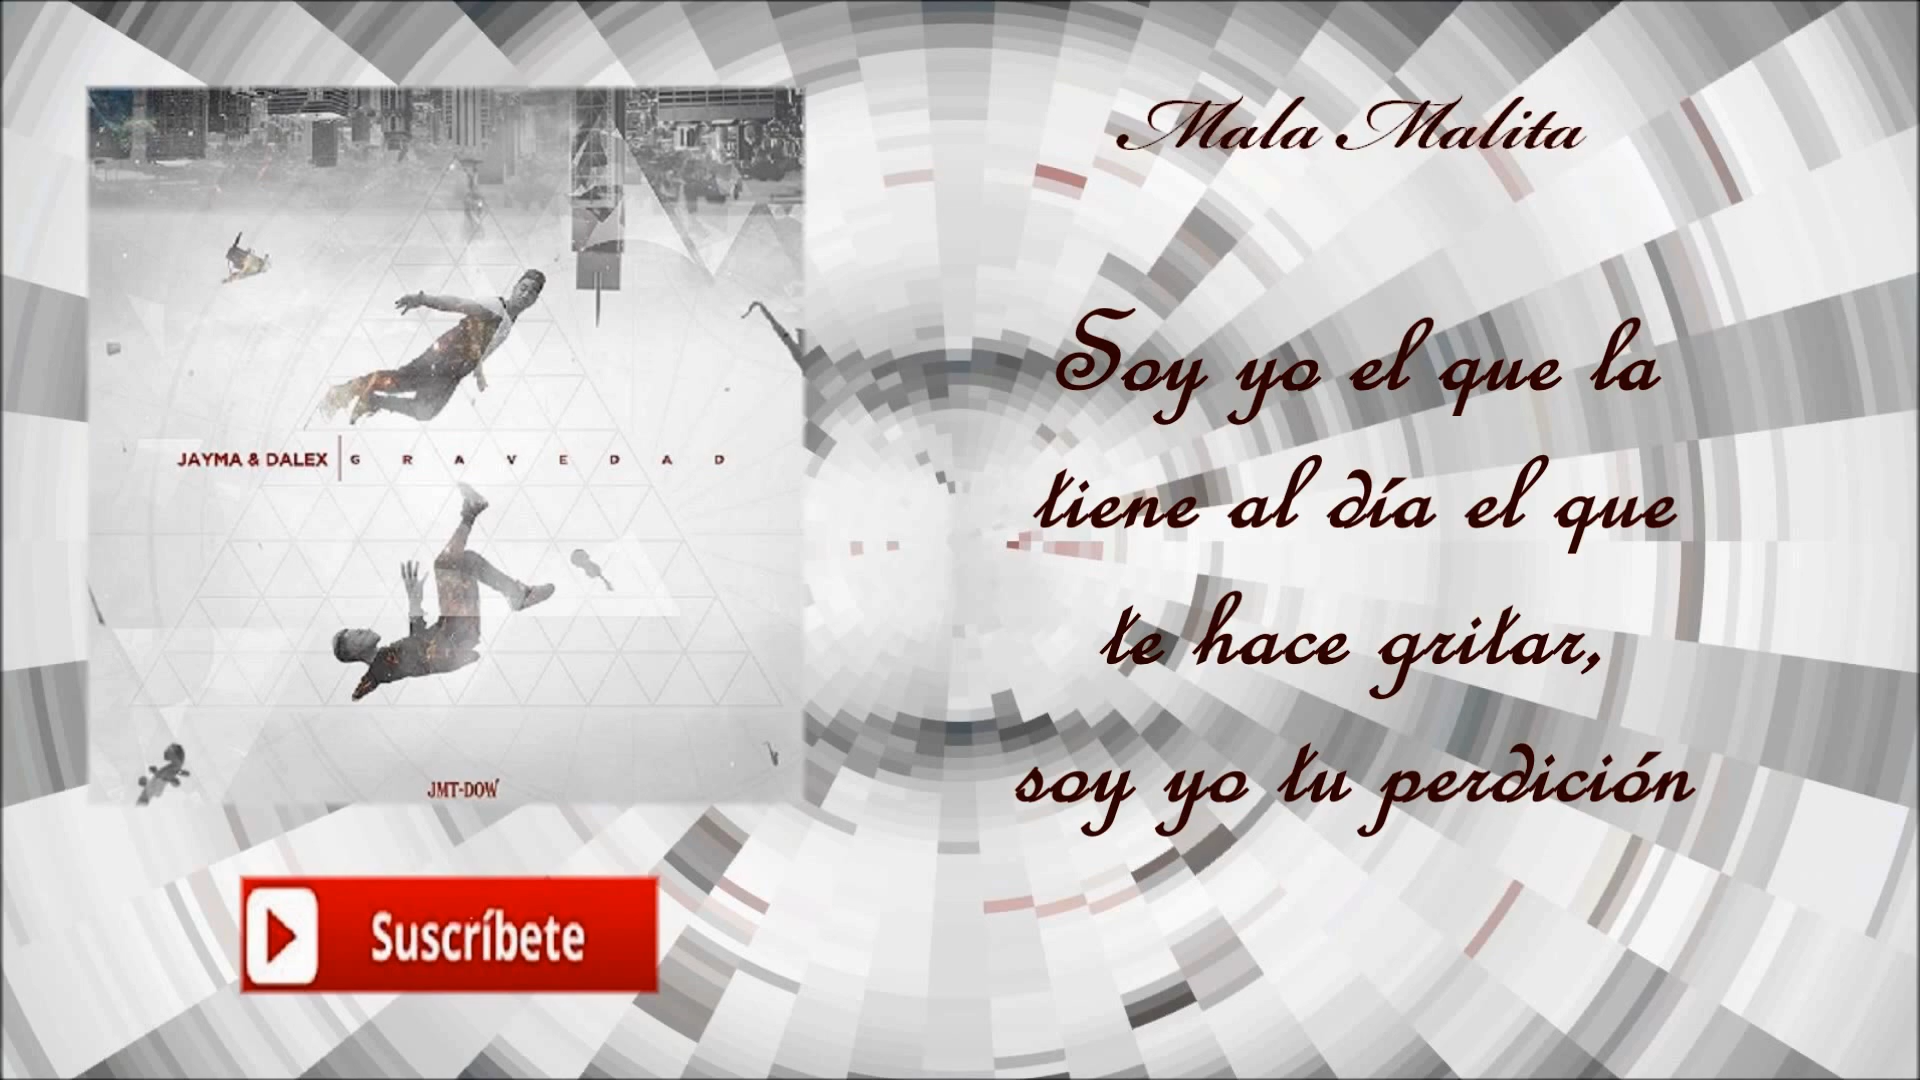 Mala Malita
Soy yo el que la
tiene al día el que
te hace gritar,
soy yo tu perdición
JAYMA & DALEX | GRAVEDAD
JMT-DOW
Suscríbete